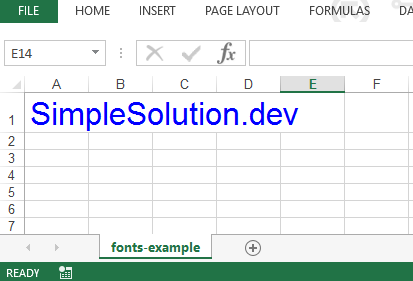 FILE HOME INSERT PAGE LAYOUT FORMULAS DA
E14 fx
A B C D E F
1 SimpleSolution.dev
2
3
4
5
6
7
fonts-example
READY